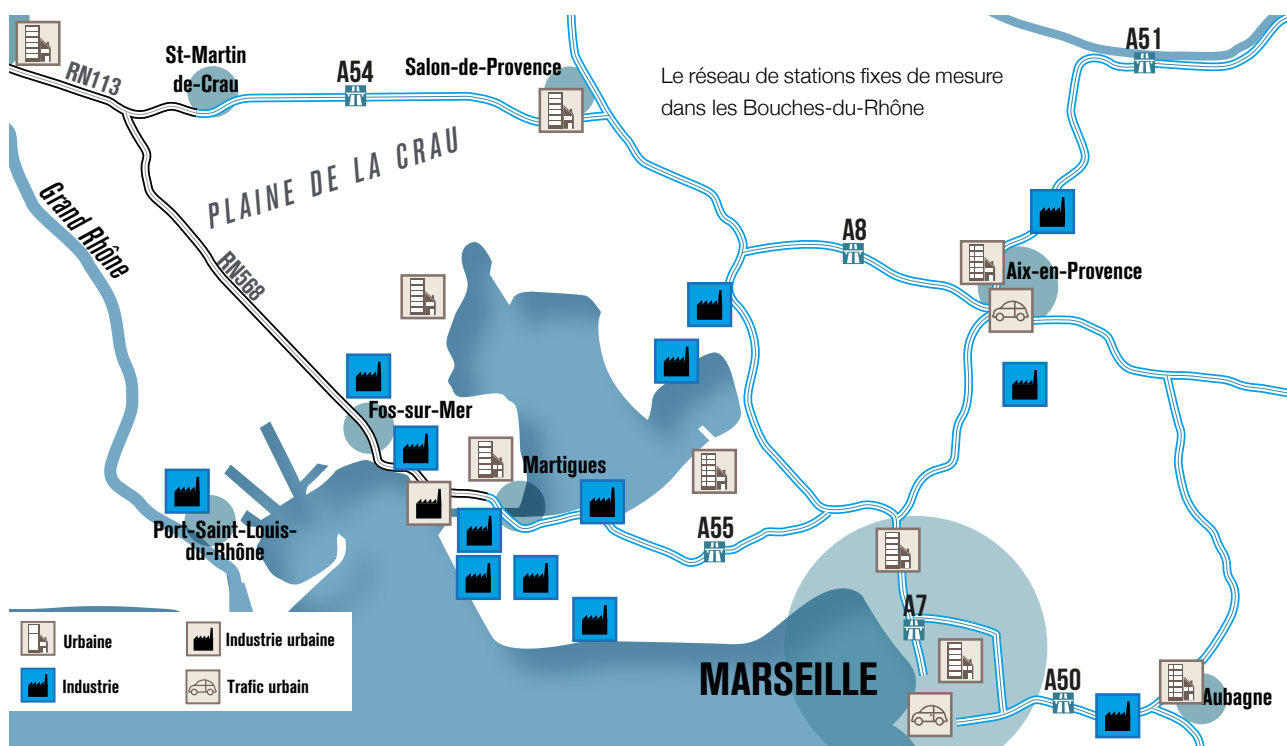 Le réseau de stations fixes de mesure
dans les Bouches-du-Rhône
RN113
St-Martin
de-Crau
A54
Salon-de-Provence
A51
PLAINE DE LA CRAU
Grand Rhône
RN568
A8
Aix-en-Provence
Fos-sur-Mer
Martigues
Port-Saint-Louis-
du-Rhône
A55
A7
MARSEILLE
A50
Aubagne
Urbaine
Industrie urbaine
Industrie
Trafic urbain